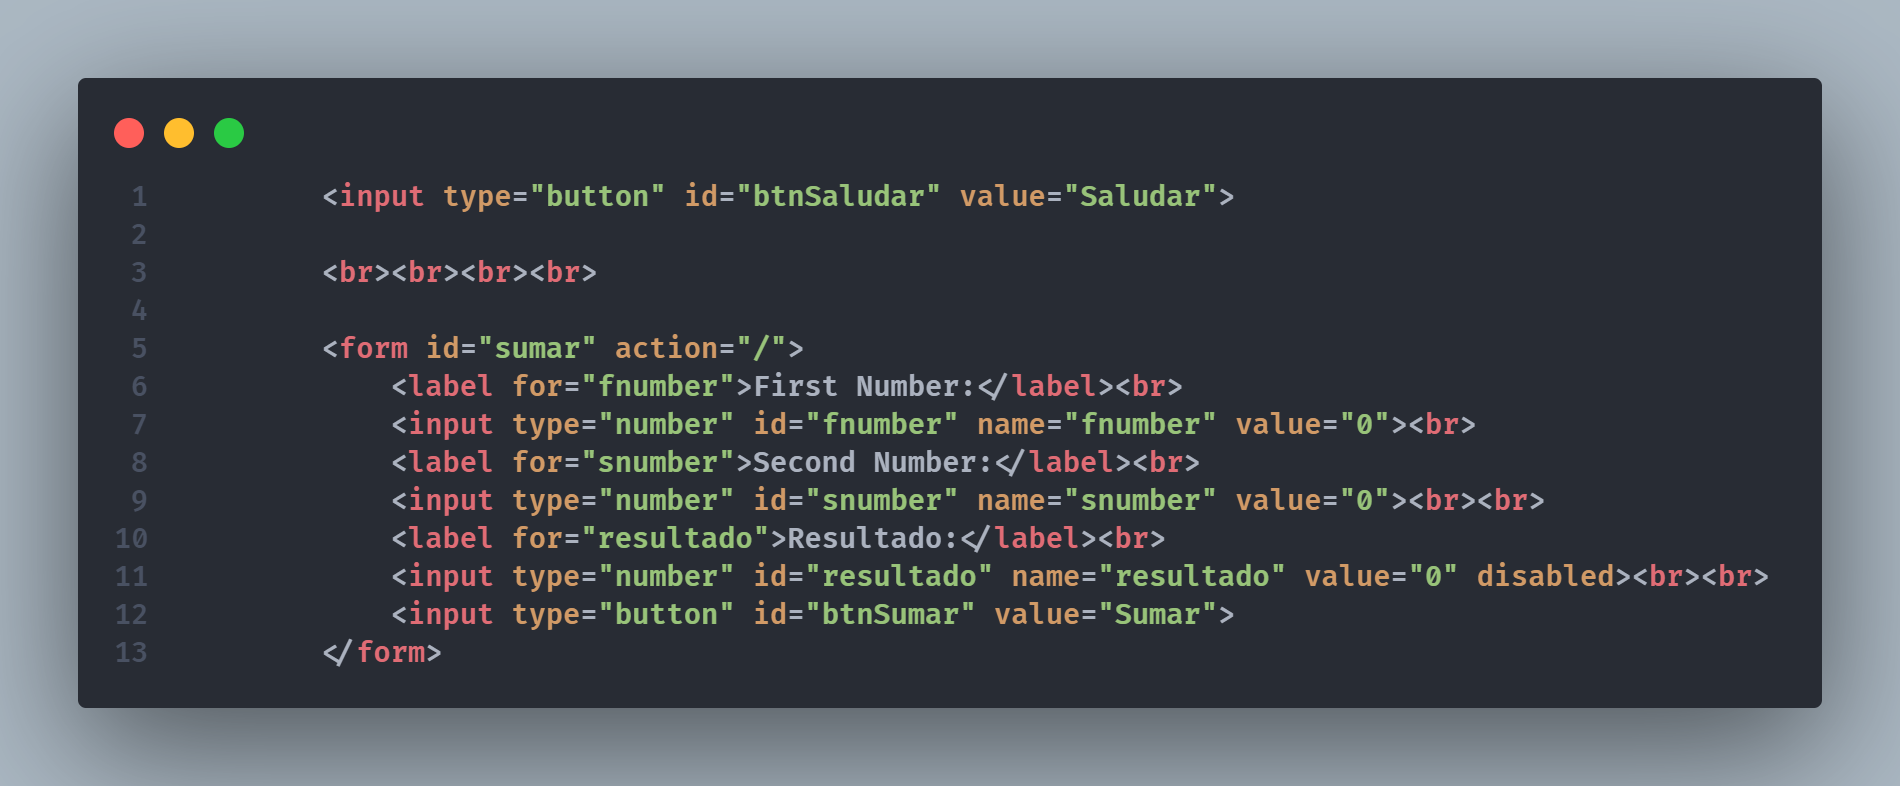 1 <input type="button" id="btnSaludar" value="Saludar">
2
3 <br><br><br><br>
4
5 <form id="sumar" action="/">
6 <label for="fnumber">First Number:</label><br>
7 <input type="number" id="fnumber" name="fnumber" value="0"><br>
8 <label for="snumber">Second Number:</label><br>
9 <input type="number" id="snumber" name="snumber" value="0"><br><br>
10 <label for="resultado">Resultado:</label><br>
11 <input type="number" id="resultado" name="resultado" value="0" disabled><br><br>
12 <input type="button" id="btnSumar" value="Sumar">
13 </form>